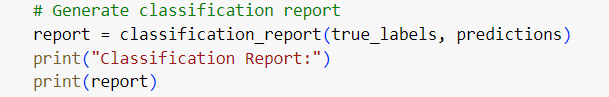 # Generate classification report
report = classification_report(true_labels, predictions)
print("Classification Report:")
print(report)